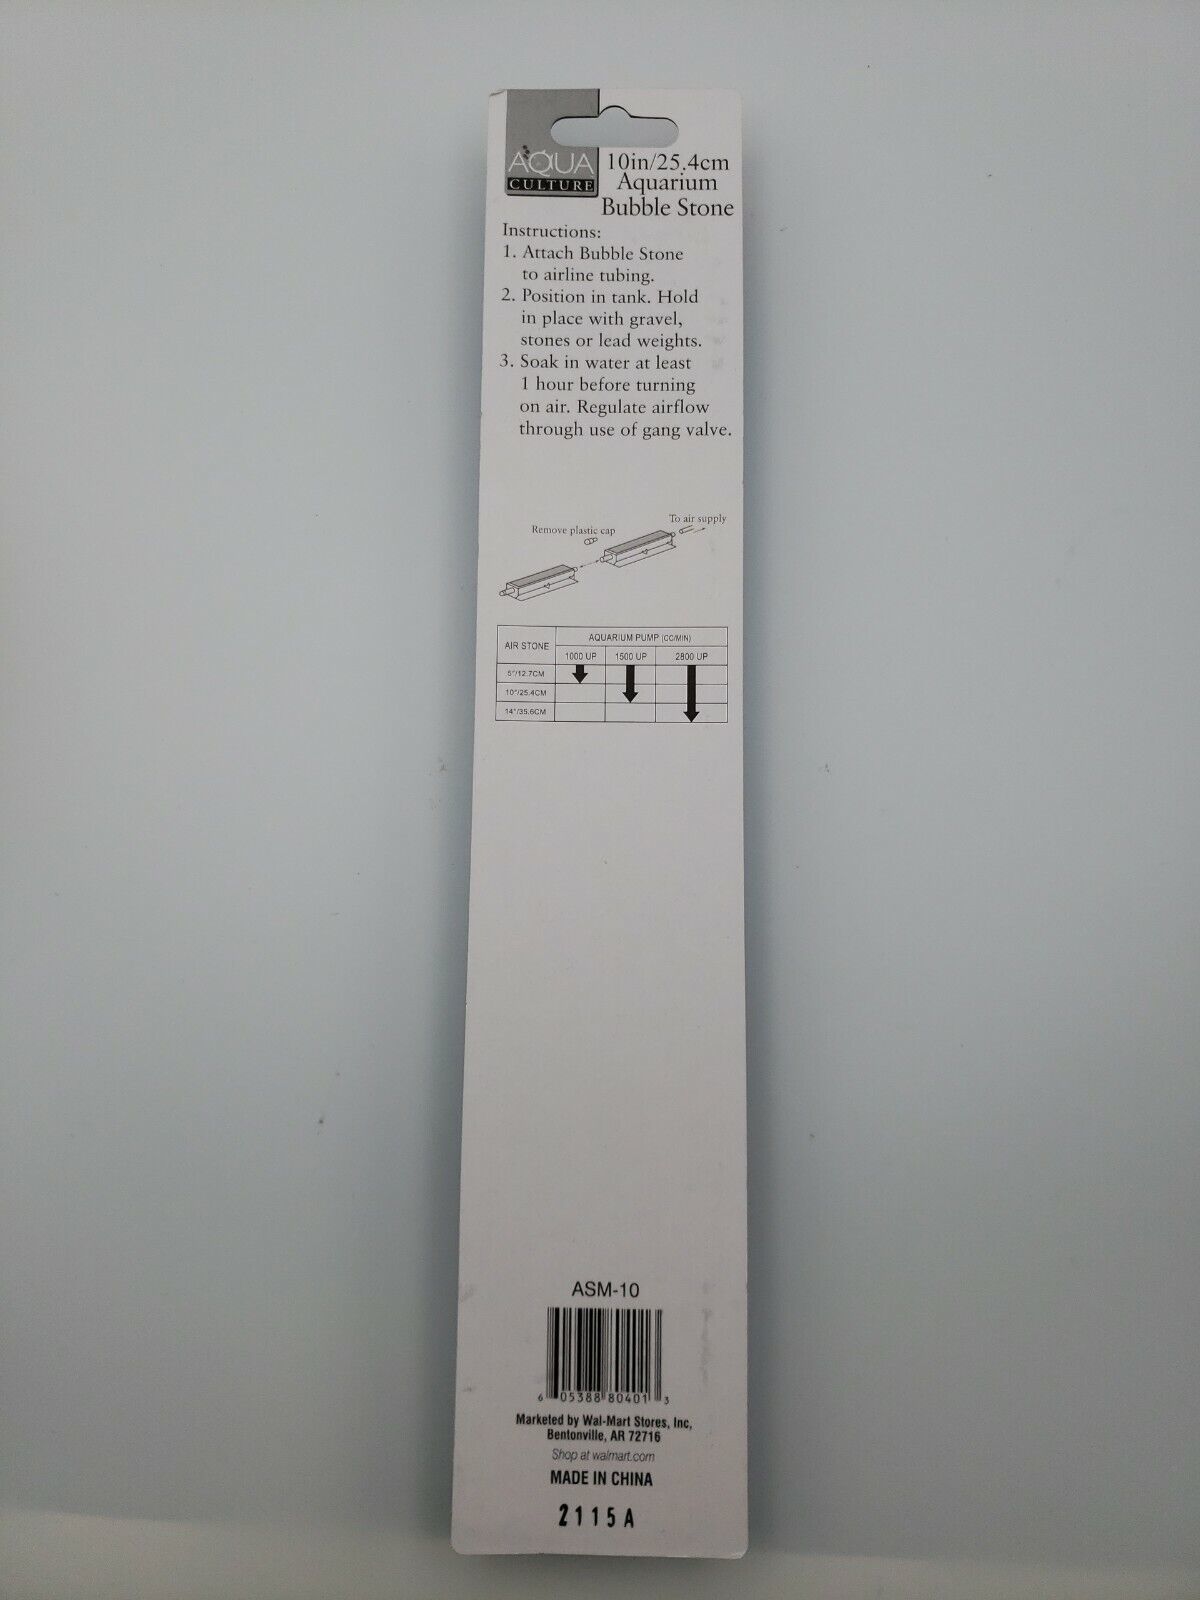 AQUA
CULTURE
10in/25.4cm
Aquarium
Bubble Stone
Instructions:
1. Attach Bubble Stone
to airline tubing.
2. Position in tank. Hold
in place with gravel,
stones or lead weights.
3. Soak in water at least
1 hour before turning
on air. Regulate airflow
through use of gang valve.
To air supply
Remove plastic cap
AIR STONE AQUARIUM PUMP (CC/MIN)
1000 UP 1500 UP 2800 UP
5"/12.7CM
10"/25.4CM
14"/35.6CM
ASM-10
6 05388 80401 3
Marketed by Wal-Mart Stores, Inc,
Bentonville, AR 72716
Shop at walmart.com
MADE IN CHINA
2115A